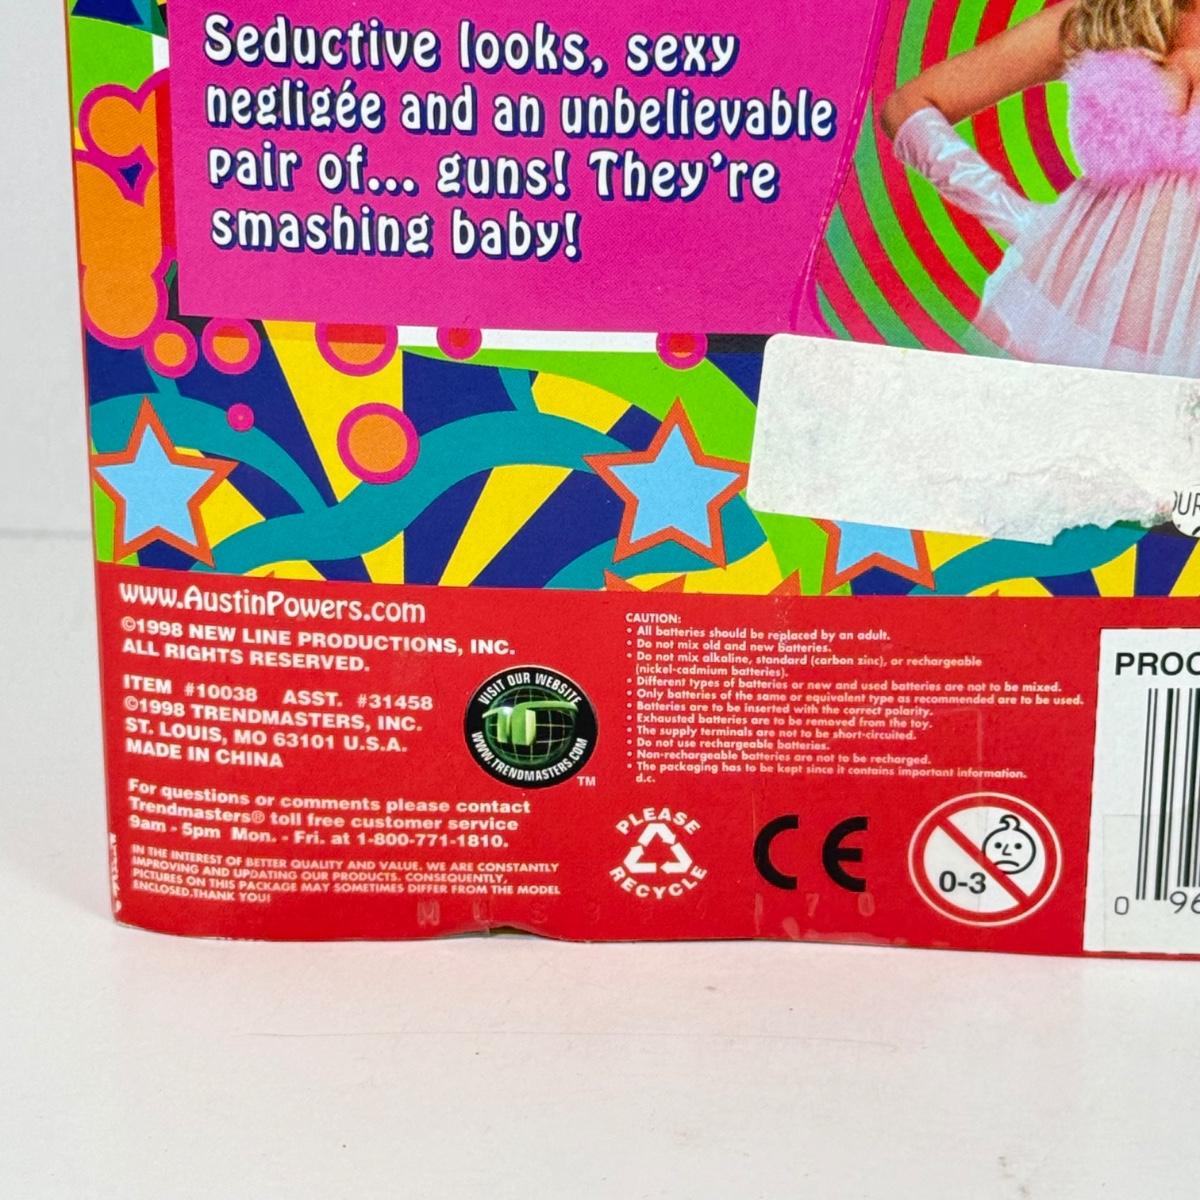 Seductive looks, sexy
negligée and an unbelievable
pair of... guns! They're
smashing baby!
OUR
www.AustinPowers.com
©1998 NEW LINE PRODUCTIONS, INC.
ALL RIGHTS RESERVED.
ITEM #10038 ASST. #31458
©1998 TRENDMASTERS, INC.
ST. LOUIS, MO 63101 U.S.A.
MADE IN CHINA
VISIT OUR WEBSITE
WWW.TRENDMASTERS.COM
TM
For questions or comments please contact
Trendmasters® toll free customer service
9am - 5pm Mon. - Fri. at 1-800-771-1810.
IN THE INTEREST OF BETTER QUALITY AND VALUE. WE ARE CONSTANTLY
IMPROVING AND UPDATING OUR PRODUCTS. CONSEQUENTLY,
PICTURES ON THIS PACKAGE MAY SOMETIMES DIFFER FROM THE MODEL
ENCLOSED.THANK YOU!
CAUTION:
• All batteries should be replaced by an adult.
• Do not mix old and new batteries.
• Do not mix alkaline, standard (carbon zinc), or rechargeable
(nickel-cadmium batteries).
• Different types of batteries or new and used batteries are not to be mixed.
• Only batteries of the same or equivalent type as recommended are to be used.
• Batteries are to be inserted with the correct polarity.
• Exhausted batteries are to be removed from the toy.
• The supply terminals are not to be short-circuited.
• Do not use rechargeable batteries.
• Non-rechargeable batteries are not to be recharged.
• The packaging has to be kept since it contains important information.
d.c.
PLEASE
RECYCLE
CE
0-3
PROO
0 96